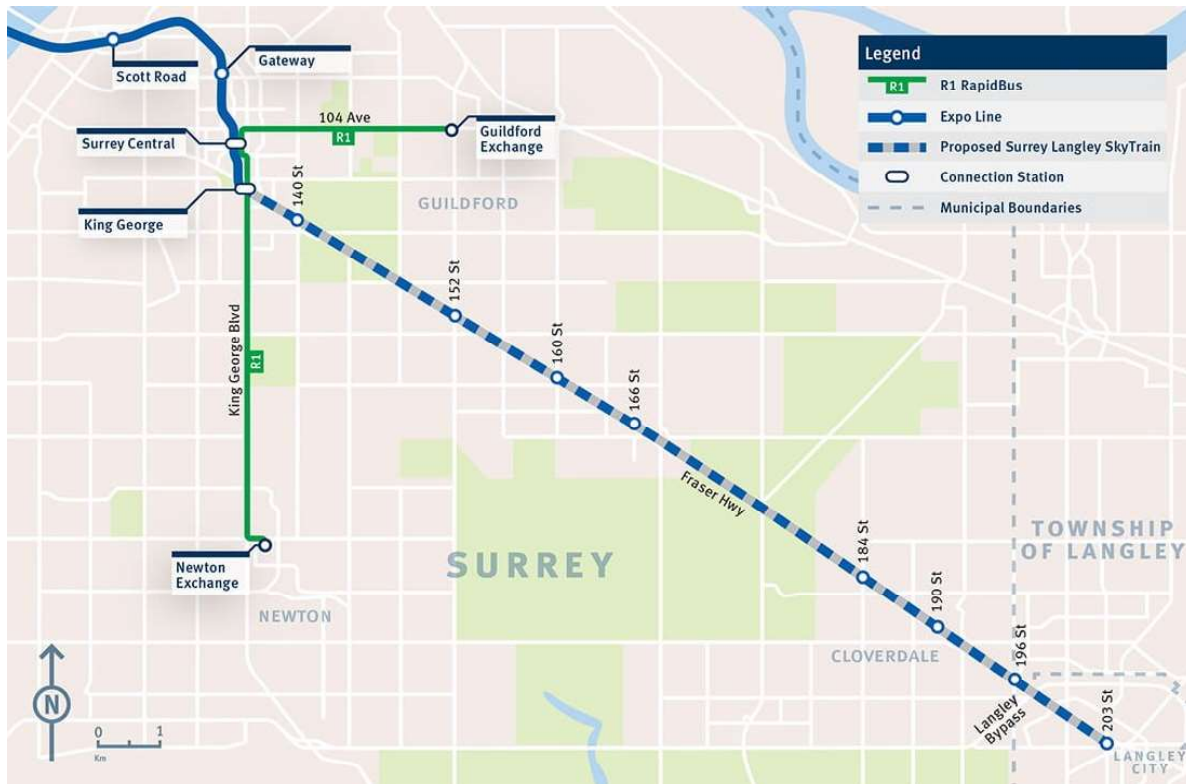 Scott Road
Gateway
Surrey Central
King George
104 Ave
R1
Guildford
Exchange
GUILDFORD
Legend
R1
R1 RapidBus
Expo Line
Proposed Surrey Langley SkyTrain
Connection Station
Municipal Boundaries
140 St
152 St
160 St
166 St
King George Blvd
R1
Fraser Hwy
Newton
Exchange
NEWTON
SURREY
TOWNSHIP
OF LANGLEY
184 St
190 St
196 St
203 St
CLOVERDALE
Langley
Bypass
LANGLEY
CITY
N
0 1
Km